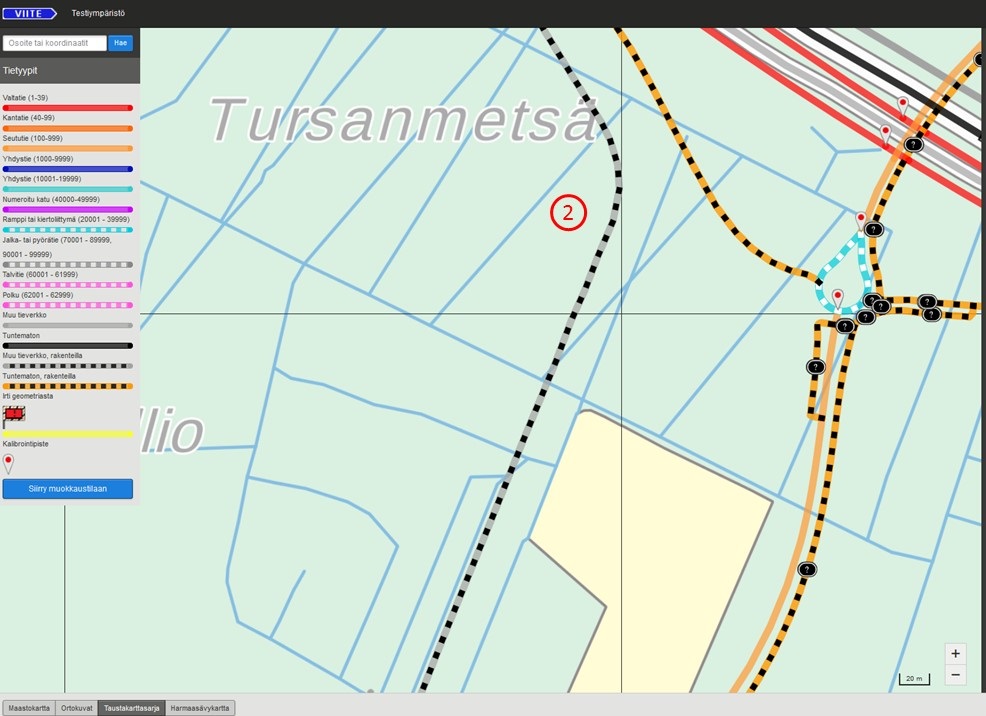 VIITE
Testiympäristö
Osoite tai koordinaatit
Hae
Tietyypit
Valtatie (1-39)
Kantatie (40-99)
Seututie (100-999)
Yhdystie (1000-9999)
Yhdystie (10001-19999)
Numeroitu katu (40000-49999)
Ramppi tai kiertoliittymä (20001 - 39999)
Jalka- tai pyörätie (70001 - 89999,
90001 - 99999)
Talvitie (60001 - 61999)
Polku (62001 - 62999)
Muu tieverkko
Tuntematon
Muu tieverkko, rakenteilla
Tuntematon, rakenteilla
Irti geometriasta
Kalibrointipiste
Siirry muokkaustilaan
Tursanmetsä
2
llio
?
?
?
?
?
?
?
?
?
?
?
+
−
20 m
Maastokartta
Ortokuvat
Taustakarttasarja
Harmaasävykartta